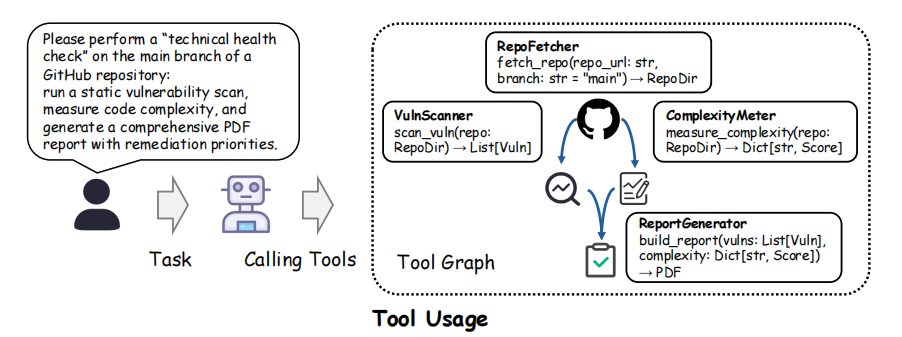 Please perform a “technical health
check” on the main branch of a
GitHub repository:
run a static vulnerability scan,
measure code complexity, and
generate a comprehensive PDF
report with remediation priorities.
Task
Calling Tools
RepoFetcher
fetch_repo(repo_url: str,
branch: str = "main") → RepoDir
VulnScanner
scan_vuln(repo:
RepoDir) → List[Vuln]
ComplexityMeter
measure_complexity(repo:
RepoDir) → Dict[str, Score]
ReportGenerator
build_report(vulns: List[Vuln],
complexity: Dict[str, Score])
→ PDF
Tool Graph
Tool Usage